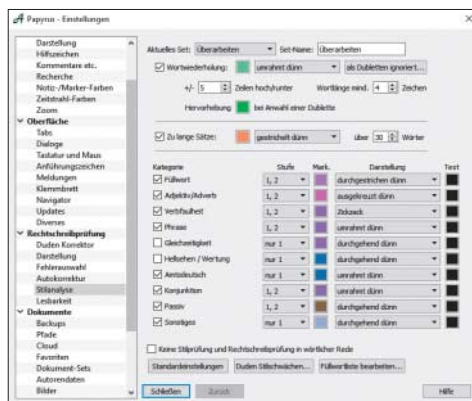 Papyrus - Einstellungen
Darstellung
Hilfszeichen
Kommentare etc.
Recherche
Notiz-/Marker-Farben
Zeitstrahl-Farben
Zoom
Oberfläche
Tabs
Dialoge
Tastatur und Maus
Anführungszeichen
Meldungen
Klemmbrett
Navigator
Updates
Diverses
Rechtschreibprüfung
Duden Korrektor
Darstellung
Fehlerauswahl
Autokorrektur
Stilanalyse
Lesbarkeit
Dokumente
Backups
Pfade
Cloud
Favoriten
Dokument-Sets
Autorendaten
Bilder
Aktuelles Set: Überarbeiten Set-Name: Überarbeiten
Wortwiederholung: umrahmt dünn als Dubletten ignoriert...
+/- 5 Zeilen hoch/runter Wortlänge mind. 4 Zeichen
Hervorhebung bei Anwahl einer Dublette
Zu lange Sätze: gestrichelt dünn über 30 Wörter
Kategorie Stufe Mark. Darstellung Text
Füllwort 1, 2 durchgestrichen dünn
Adjektiv/Adverb 1, 2 ausgekruxt dünn
Verbfaulheit 1, 2 Zickzack
Phrase 1, 2 umrahmt dünn
Gleichzeitigkeit nur 1 durchgehend dünn
Hellsehen / Wertung nur 1 durchgehend dünn
Amtsdeutsch nur 1 umrahmt dünn
Konjunktion 1, 2 umrahmt dünn
Passiv 1, 2 durchgehend dünn
Sonstiges nur 1 durchgehend dünn
Keine Stilprüfung und Rechtschreibprüfung in wörtlicher Rede
Standardeinstellungen Duden Stilschwächen... Füllwortliste bearbeiten...
Schließen Zurück Hilfe